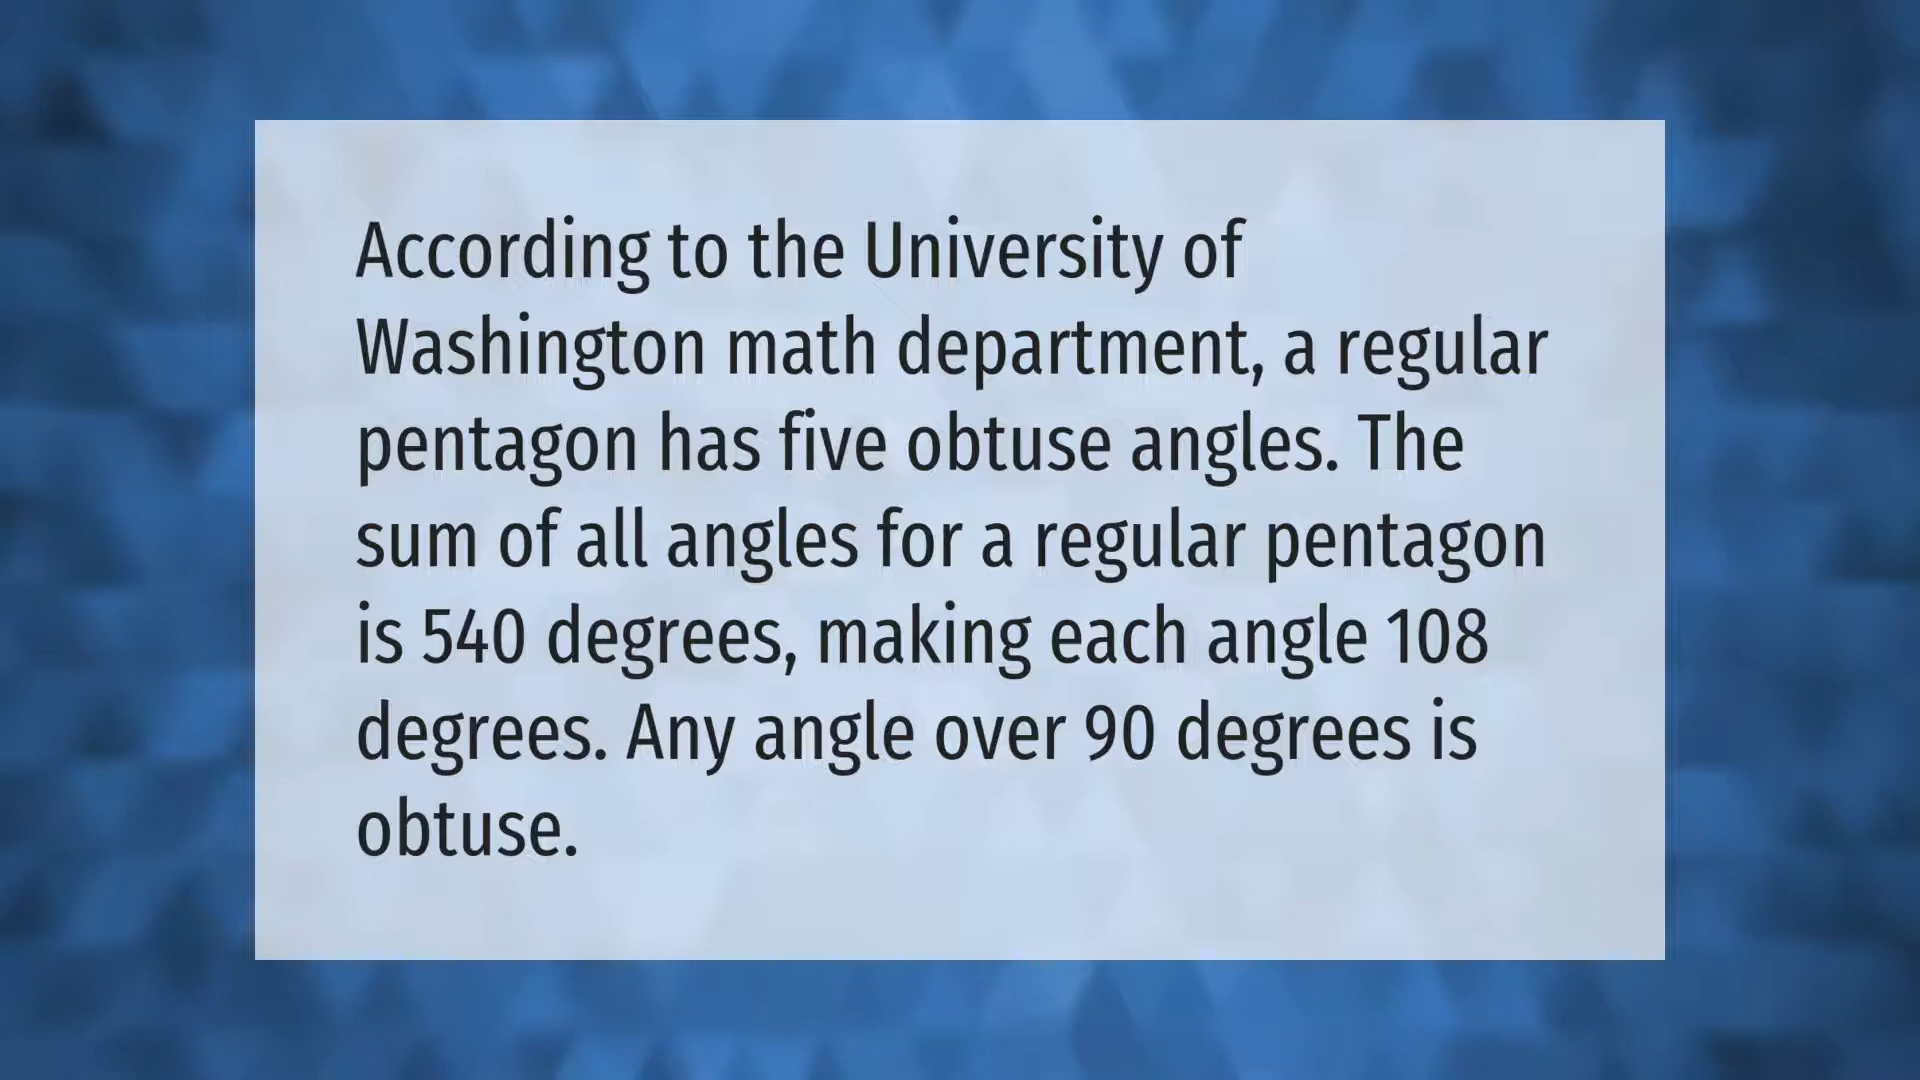 According to the University of
Washington math department, a regular
pentagon has five obtuse angles. The
sum of all angles for a regular pentagon
is 540 degrees, making each angle 108
degrees. Any angle over 90 degrees is
obtuse.